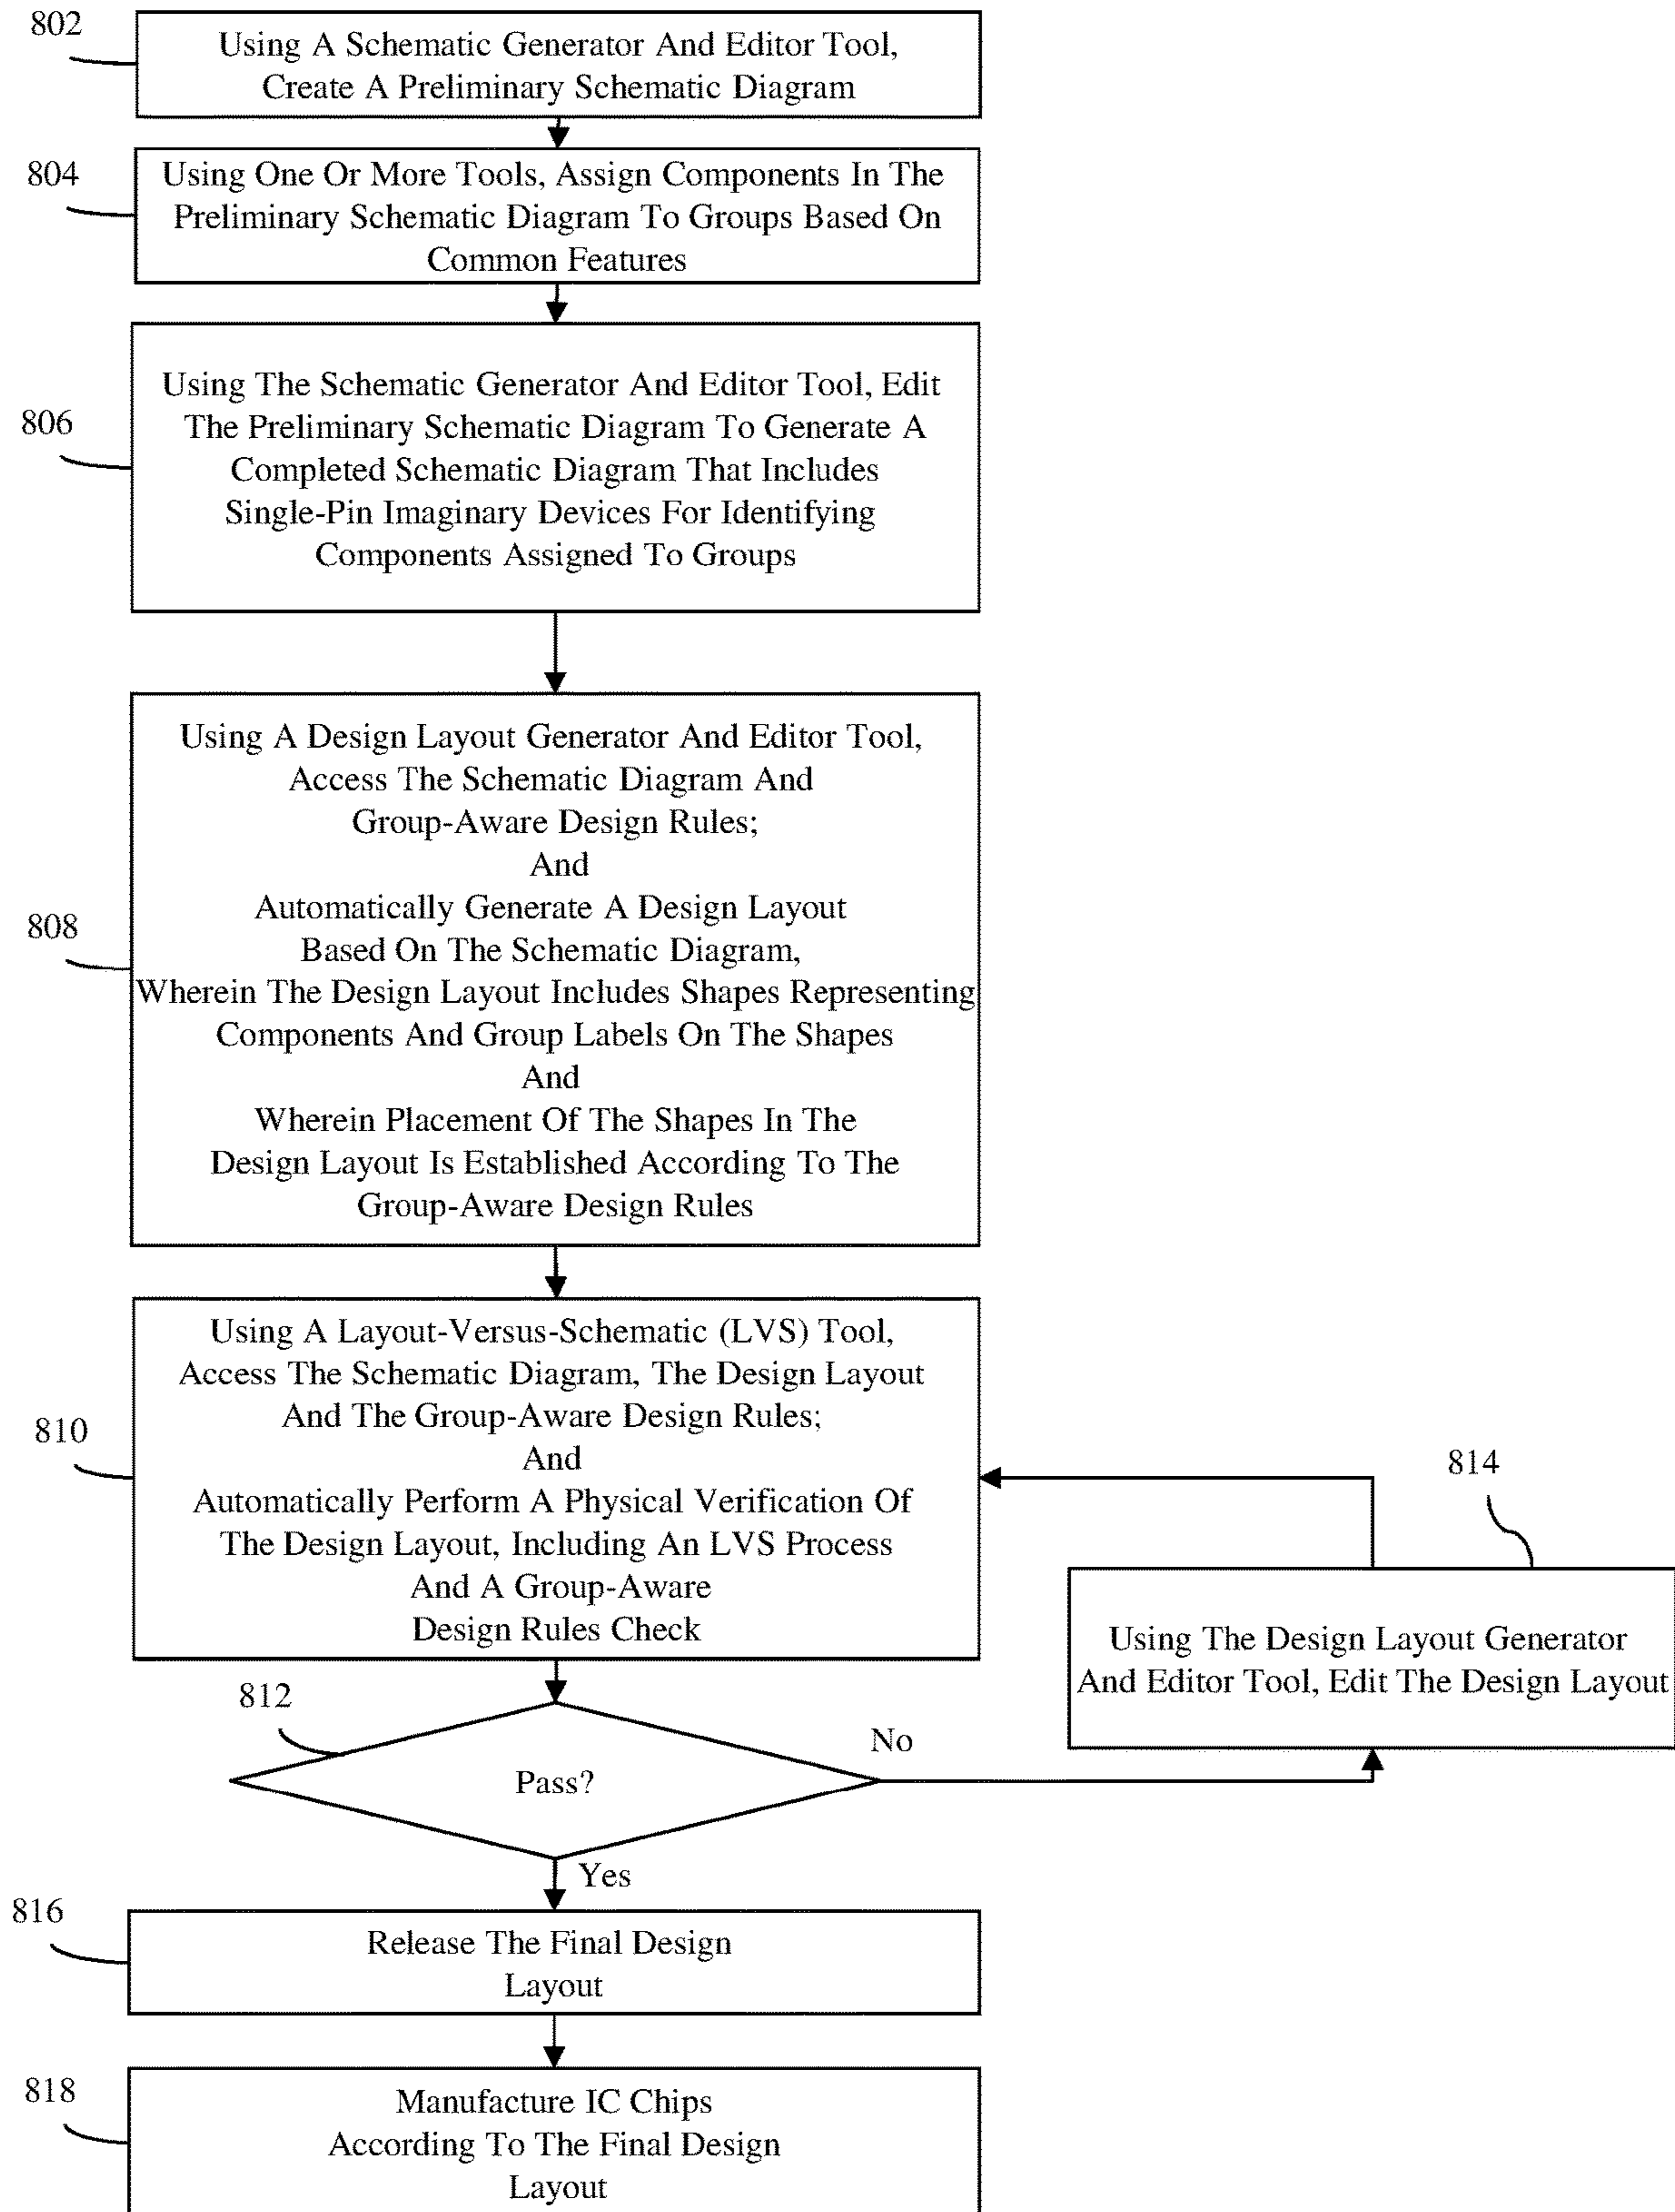 802
Using A Schematic Generator And Editor Tool,
Create A Preliminary Schematic Diagram
804
Using One Or More Tools, Assign Components In The
Preliminary Schematic Diagram To Groups Based On
Common Features
806
Using The Schematic Generator And Editor Tool, Edit
The Preliminary Schematic Diagram To Generate A
Completed Schematic Diagram That Includes
Single-Pin Imaginary Devices For Identifying
Components Assigned To Groups
808
Using A Design Layout Generator And Editor Tool,
Access The Schematic Diagram And
Group-Aware Design Rules;
And
Automatically Generate A Design Layout
Based On The Schematic Diagram,
Wherein The Design Layout Includes Shapes Representing
Components And Group Labels On The Shapes
And
Wherein Placement Of The Shapes In The
Design Layout Is Established According To The
Group-Aware Design Rules
810
Using A Layout-Versus-Schematic (LVS) Tool,
Access The Schematic Diagram, The Design Layout
And The Group-Aware Design Rules;
And
Automatically Perform A Physical Verification Of
The Design Layout, Including An LVS Process
And A Group-Aware
Design Rules Check
814
Using The Design Layout Generator
And Editor Tool, Edit The Design Layout
812
Pass?
No
Yes
816
Release The Final Design
Layout
818
Manufacture IC Chips
According To The Final Design
Layout